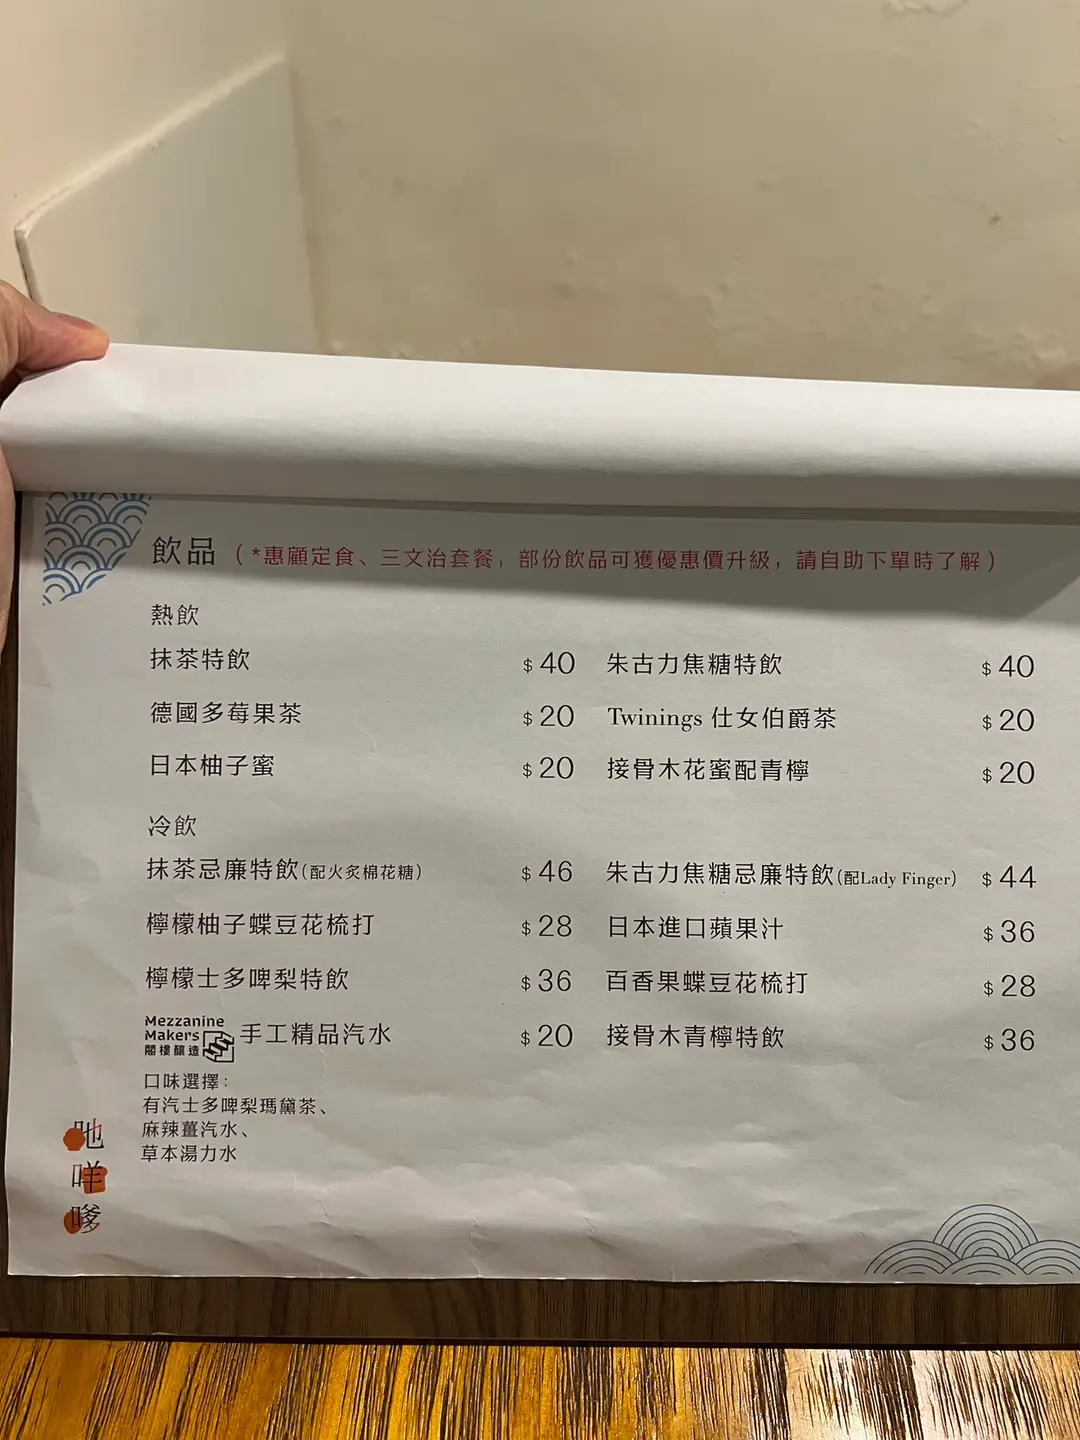 飲品 (*惠顧定食、三文治套餐，部份飲品可獲優惠價升級，請自助下單時了解)
熱飲
抹茶特飲 $40 朱古力焦糖特飲 $40
德國多莓果茶 $20 Twinings 仕女伯爵茶 $20
日本柚子蜜 $20 接骨木花蜜配青檸 $20
冷飲
抹茶忌廉特飲(配火炙棉花糖) $46 朱古力焦糖忌廉特飲(配Lady Finger) $44
檸檬柚子蝶豆花梳打 $28 日本進口蘋果汁 $36
檸檬士多啤梨特飲 $36 百香果蝶豆花梳打 $28
Mezzanine
Makers
閣樓釀造
手工精品汽水 $20 接骨木青檸特飲 $36
口味選擇:
有汽士多啤梨瑪黛茶、
麻辣薑汽水、
草本湯力水
吔
咩
嗲